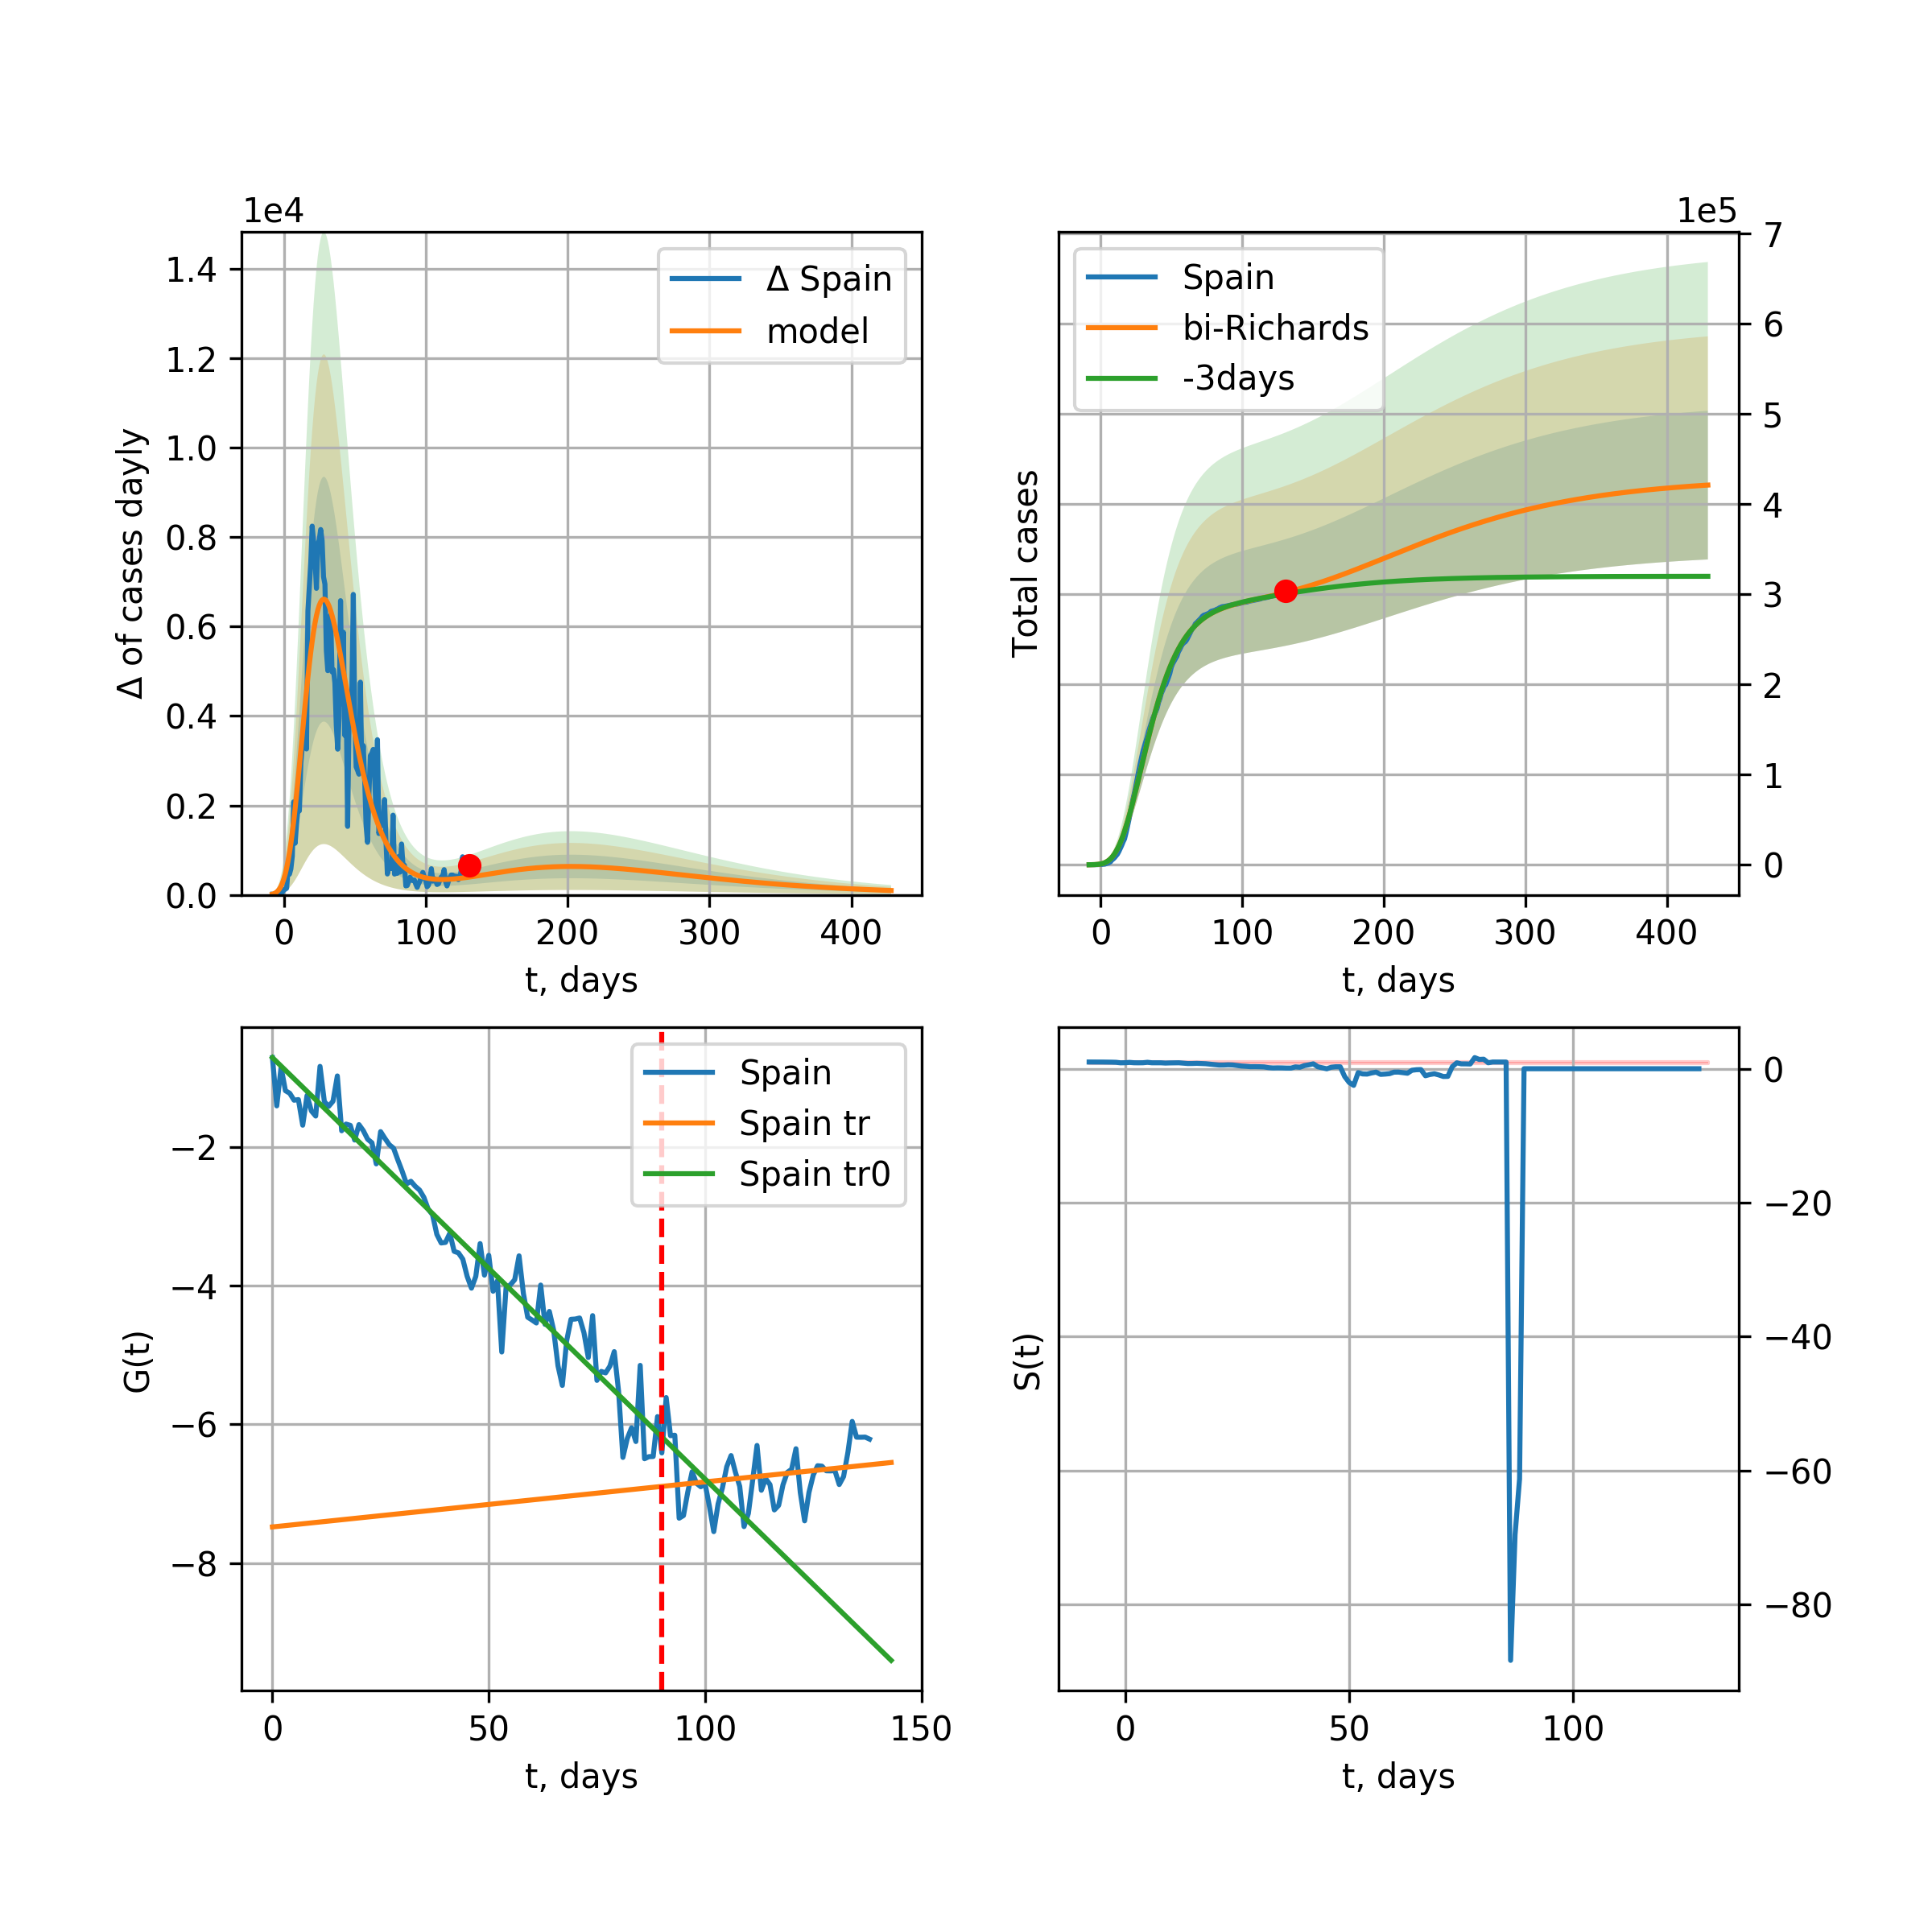 1e4
Δ of cases dayly
1.4
1.2
1.0
0.8
0.6
0.4
0.2
0.0
Δ Spain
model
0 100 200 300 400
t, days
1e5
Total cases
Spain
bi-Richards
-3days
7
6
5
4
3
2
1
0
0 100 200 300 400
t, days
G(t)
−2
−4
−6
−8
Spain
Spain tr
Spain tr0
0 50 100 150
t, days
S(t)
0
−20
−40
−60
−80
0 50 100
t, days